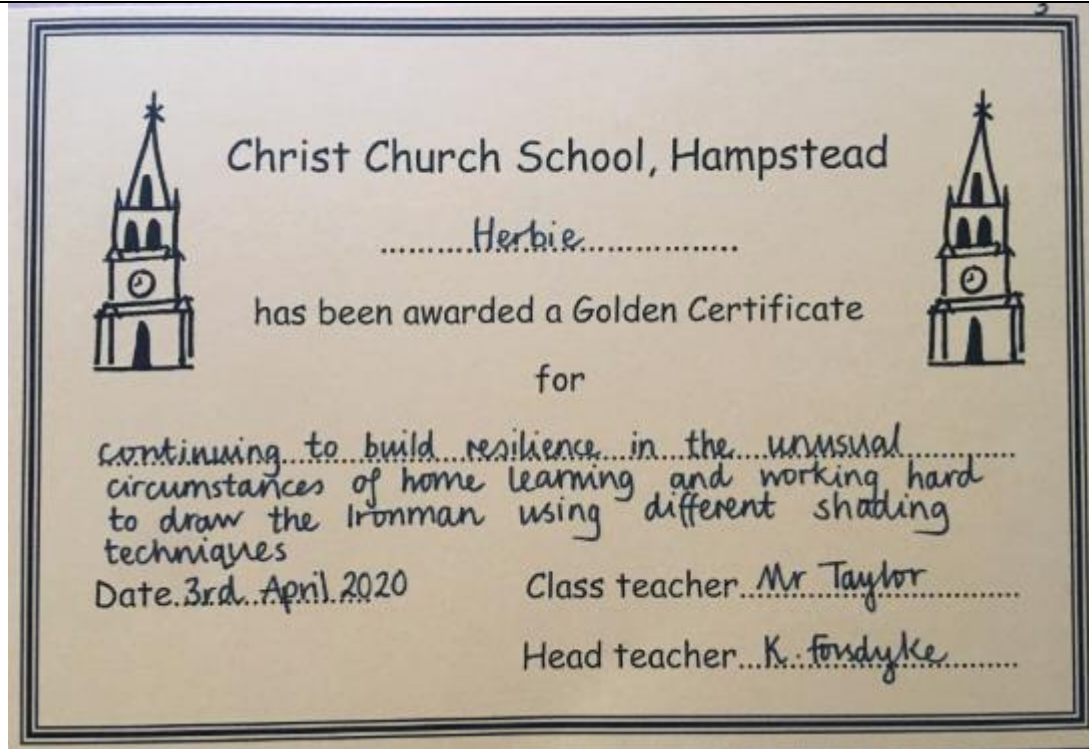 3
Christ Church School, Hampstead
Herbie
has been awarded a Golden Certificate
for
continuing to build resilience in the unusual
circumstances of home learning and working hard
to draw the Ironman using different shading
techniques
Date 3rd April 2020
Class teacher Mr Taylor
Head teacher K. Fondyke